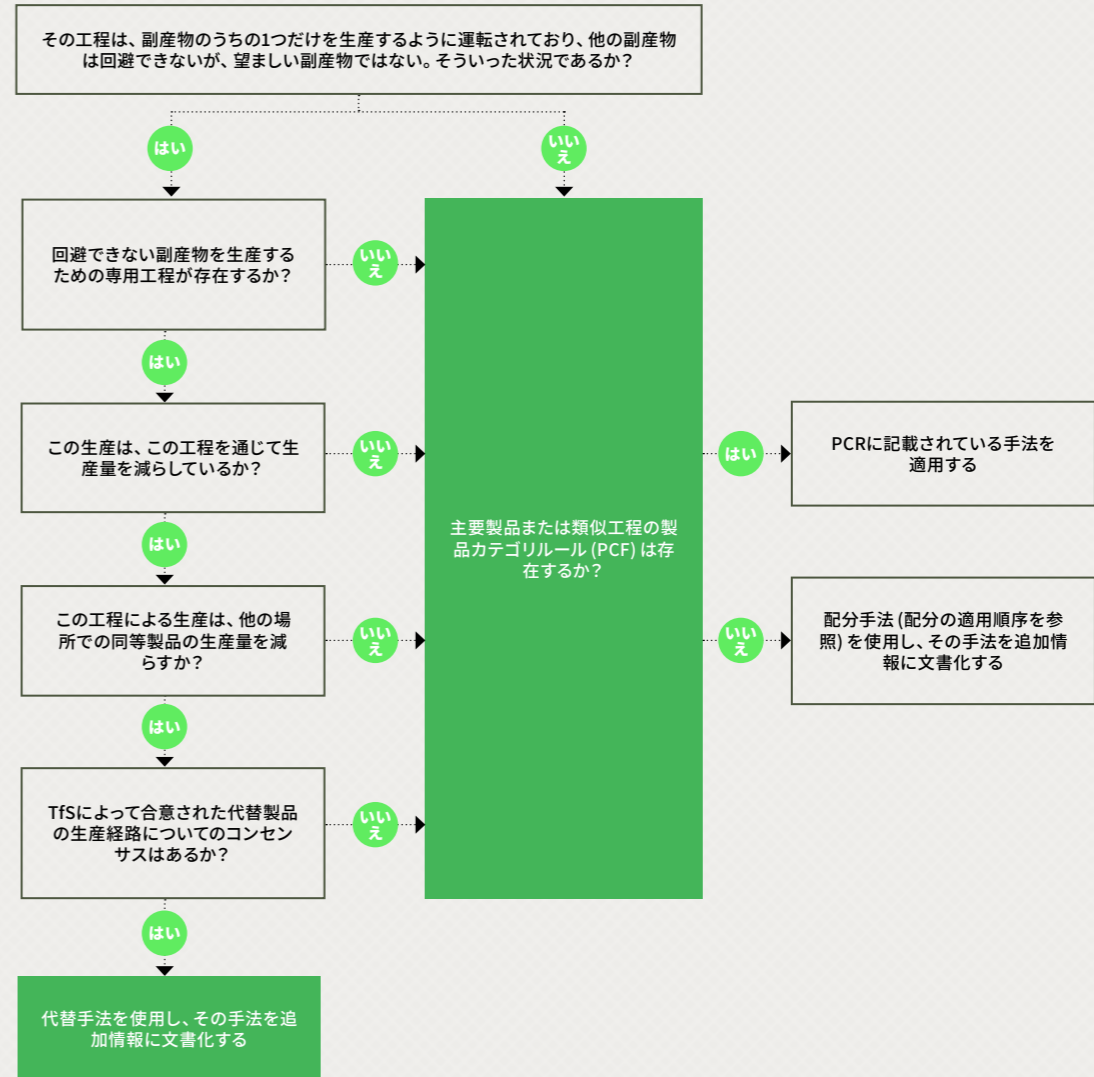 その工程は、副産物のうちの1つだけを生産するように運転されており、他の副産物
は回避できないが、望ましい副産物ではない。そういった状況であるか？
はい
いい
え
回避できない副産物を生産する
ための専用工程が存在するか？
いい
え
はい
この生産は、この工程を通じて生
産量を減らしているか？
いい
え
はい
この工程による生産は、他の場
所での同等製品の生産量を減
らすか？
いい
え
はい
TfSによって合意された代替製品
の生産経路についてのコンセン
サスはあるか？
いい
え
はい
代替手法を使用し、その手法を追
加情報に文書化する
主要製品または類似工程の製
品カテゴリルール (PCF) は存
在するか？
はい
PCRに記載されている手法を
適用する
いい
え
配分手法 (配分の適用順序を参
照) を使用し、その手法を追加情
報に文書化する